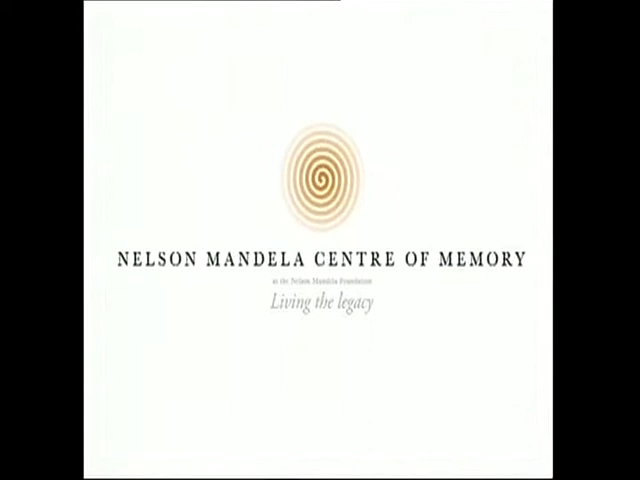 NELSON MANDELA CENTRE OF MEMORY
at the Nelson Mandela Foundation
Living the legacy